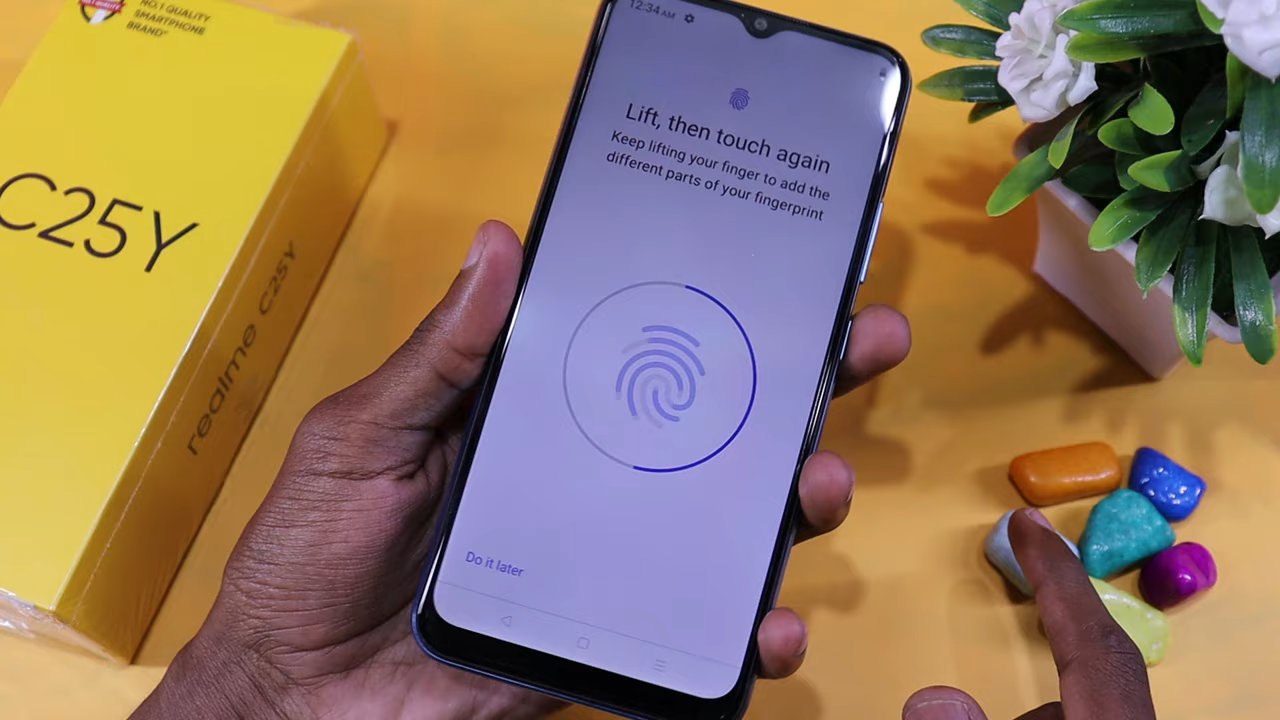 NO.1 QUALITY
SMARTPHONE
BRAND*
C25Y
realme C25Y
12:34 AM
Lift, then touch again
Keep lifting your finger to add the
different parts of your fingerprint
Do it later